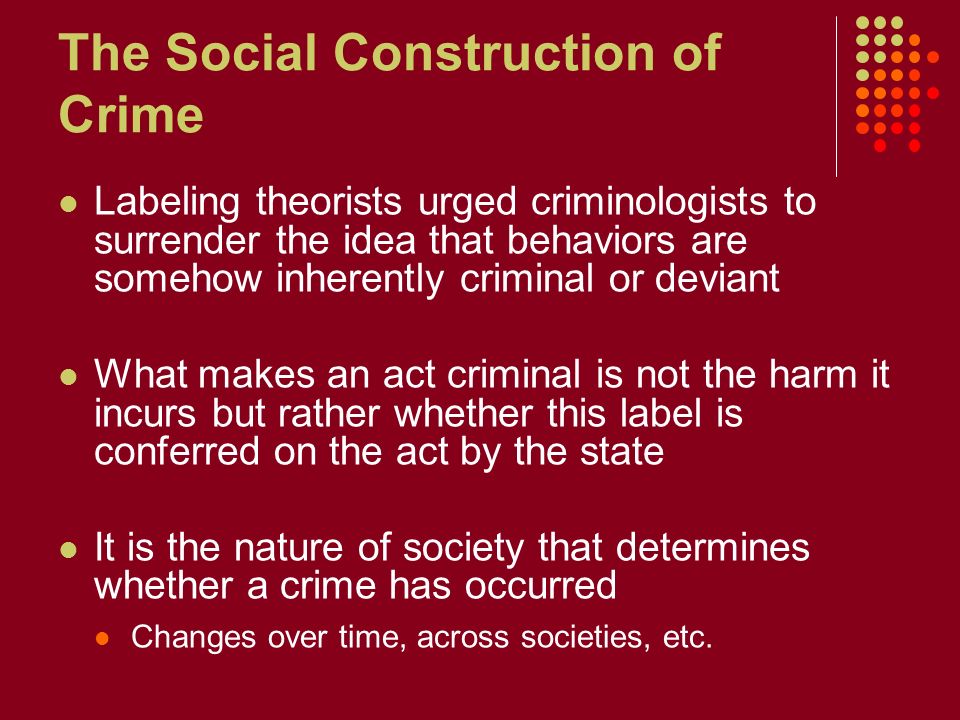 The Social Construction of
Crime
Labeling theorists urged criminologists to
surrender the idea that behaviors are
somehow inherently criminal or deviant
What makes an act criminal is not the harm it
incurs but rather whether this label is
conferred on the act by the state
It is the nature of society that determines
whether a crime has occurred
Changes over time, across societies, etc.